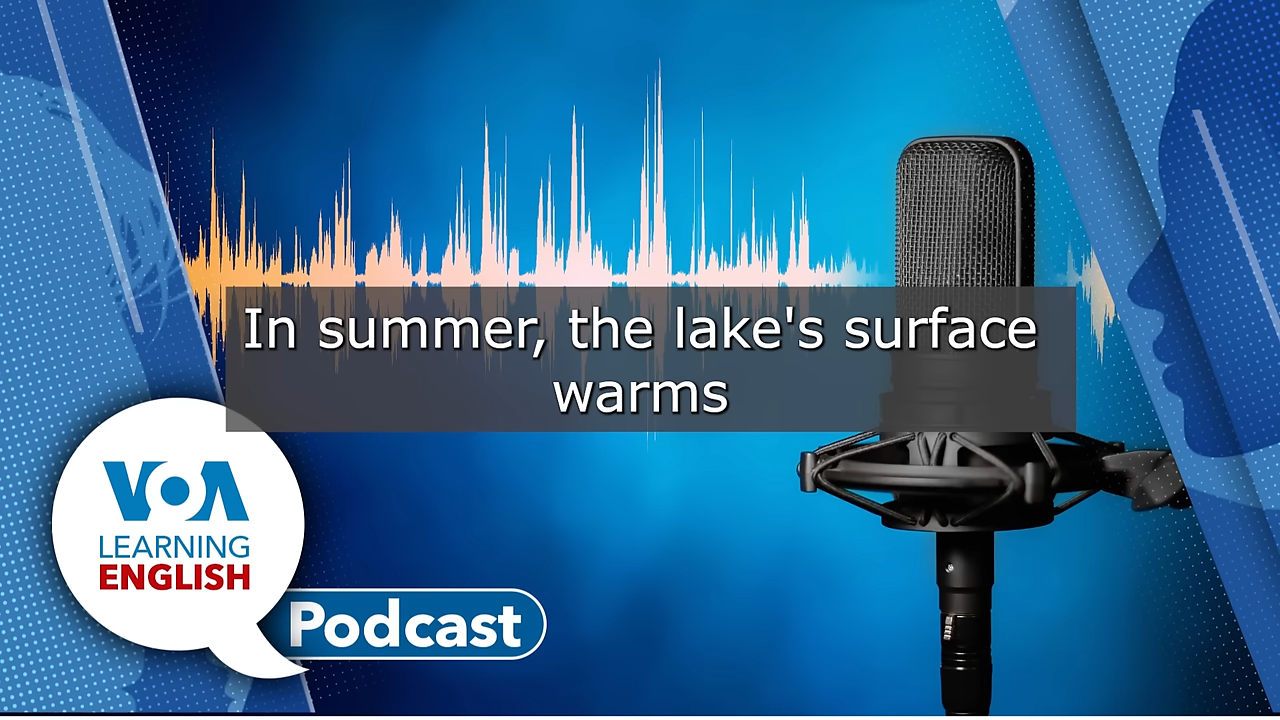 In summer, the lake's surface
warms
VOA
LEARNING
ENGLISH
Podcast